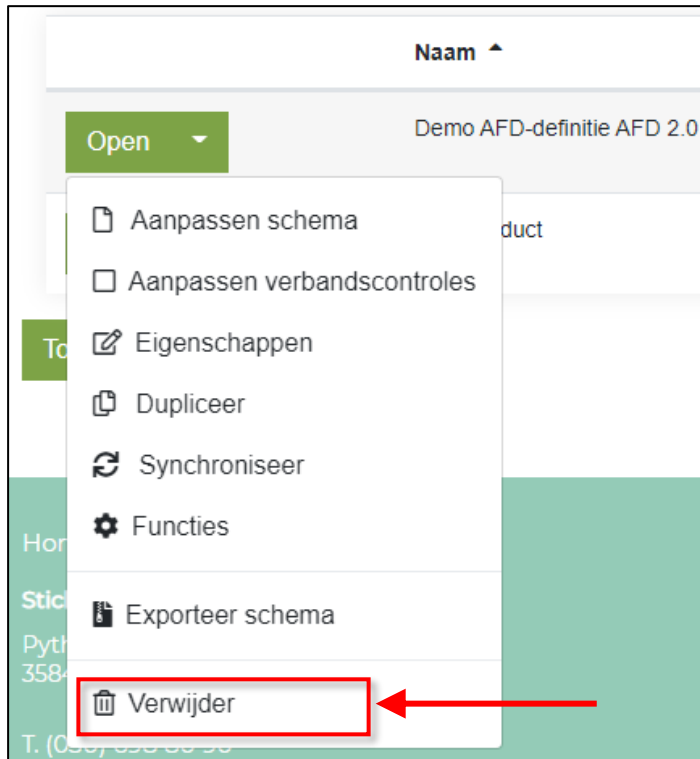 Naam
Open
Demo AFD-definitie AFD 2.0
Aanpassen schema
duct
Aanpassen verbandscontroles
Eigenschappen
Dupliceer
Synchroniseer
Functies
Exporteer schema
Verwijder
T. (0